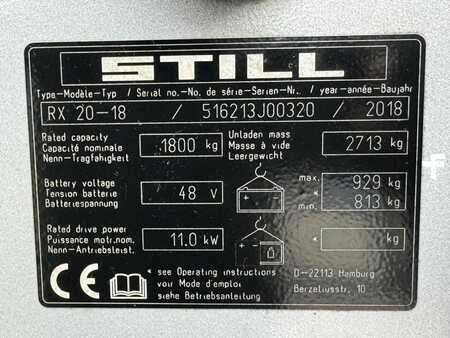 STILL
Type-Modèle-Typ / Serial no.-No. de série-Serien-Nr. / year-année-Baujahr
RX 20-18 / 516213J00320 / 2018
Rated capacity
Capacité nominale
Nenn-Tragfähigkeit
1800 kg
Unladen mass
Masse à vide
Leergewicht
2713 kg
Battery voltage
Tension batterie
Batteriespannung
48 V
max. 929 kg
min. 813 kg
Rated drive power
Puissance motr.nom.
Nenn-Antriebsleist.
11.0 kW
* kg
CE
* see Operating instructions
voir Mode d'emploi
siehe Betriebsanleitung
D-22113 Hamburg
Berzeliusstr. 10